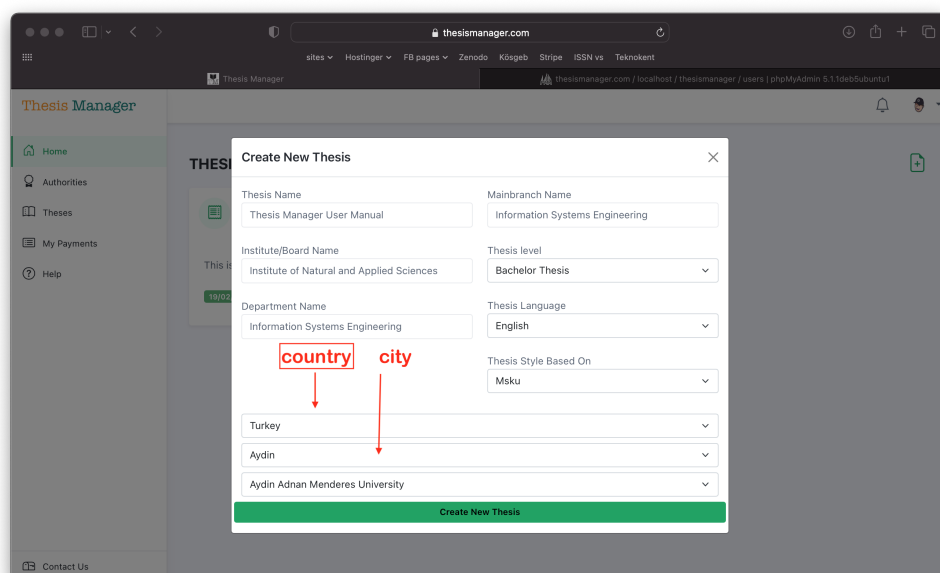 thesismanager.com
sites Hostinger FB pages Zenodo Kösgeb Stripe ISSN vs Teknokent
Thesis Manager
thesismanager.com / localhost / thesismanager / users | phpMyAdmin 5.1.1deb5ubuntu1
Thesis Manager
Home
Authorities
Theses
My Payments
Help
Contact Us
THESI
This is
19/02
Create New Thesis
Thesis Name
Thesis Manager User Manual
Mainbranch Name
Information Systems Engineering
Institute/Board Name
Institute of Natural and Applied Sciences
Thesis level
Bachelor Thesis
Department Name
Information Systems Engineering
Thesis Language
English
country city
Thesis Style Based On
Msku
Turkey
Aydin
Aydin Adnan Menderes University
Create New Thesis